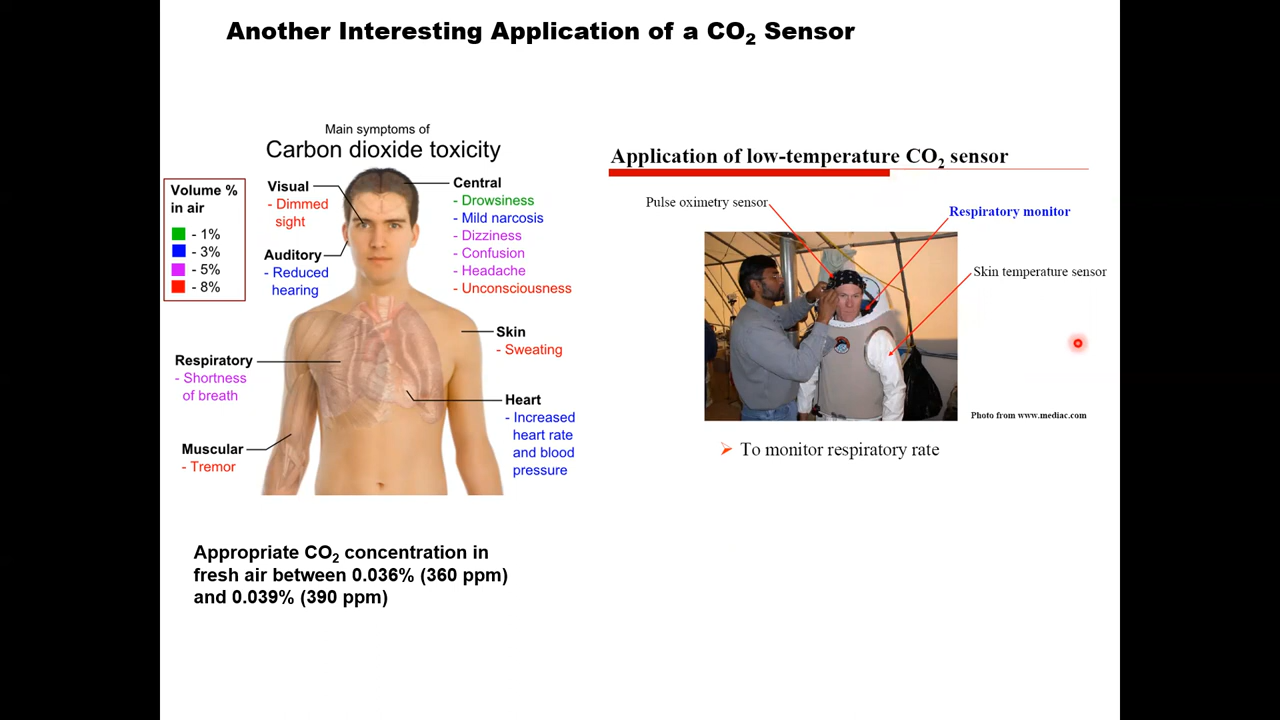 Another Interesting Application of a CO2 Sensor
Main symptoms of
Carbon dioxide toxicity
Volume %
in air
- 1%
- 3%
- 5%
- 8%
Visual
- Dimmed
sight
Auditory
- Reduced
hearing
Central
- Drowsiness
- Mild narcosis
- Dizziness
- Confusion
- Headache
- Unconsciousness
Skin
- Sweating
Respiratory
- Shortness
of breath
Heart
- Increased
heart rate
and blood
pressure
Muscular
- Tremor
Appropriate CO2 concentration in
fresh air between 0.036% (360 ppm)
and 0.039% (390 ppm)
Application of low-temperature CO2 sensor
Pulse oximetry sensor
Respiratory monitor
Skin temperature sensor
Photo from www.mediac.com
➢ To monitor respiratory rate